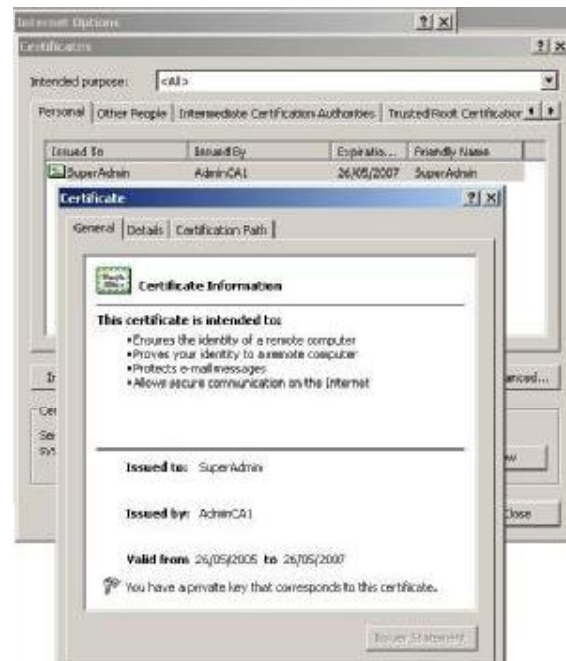 Internet Options
Certificates
Intended purpose: <All>
Personal Other People Intermediate Certification Authorities Trusted Root Certification
Issued To Issued By Expiratio... Friendly Name
SuperAdmin AdminCA1 26/05/2007 SuperAdmin
Certificate
General Details Certification Path
Certificate Information
This certificate is intended to:
•Ensures the identity of a remote computer
•Proves your identity to a remote computer
•Protects e-mail messages
•Allows secure communication on the Internet
Issued to: SuperAdmin
Issued by: AdminCA1
Valid from 26/05/2005 to 26/05/2007
You have a private key that corresponds to this certificate.
Issuer Statement
Close